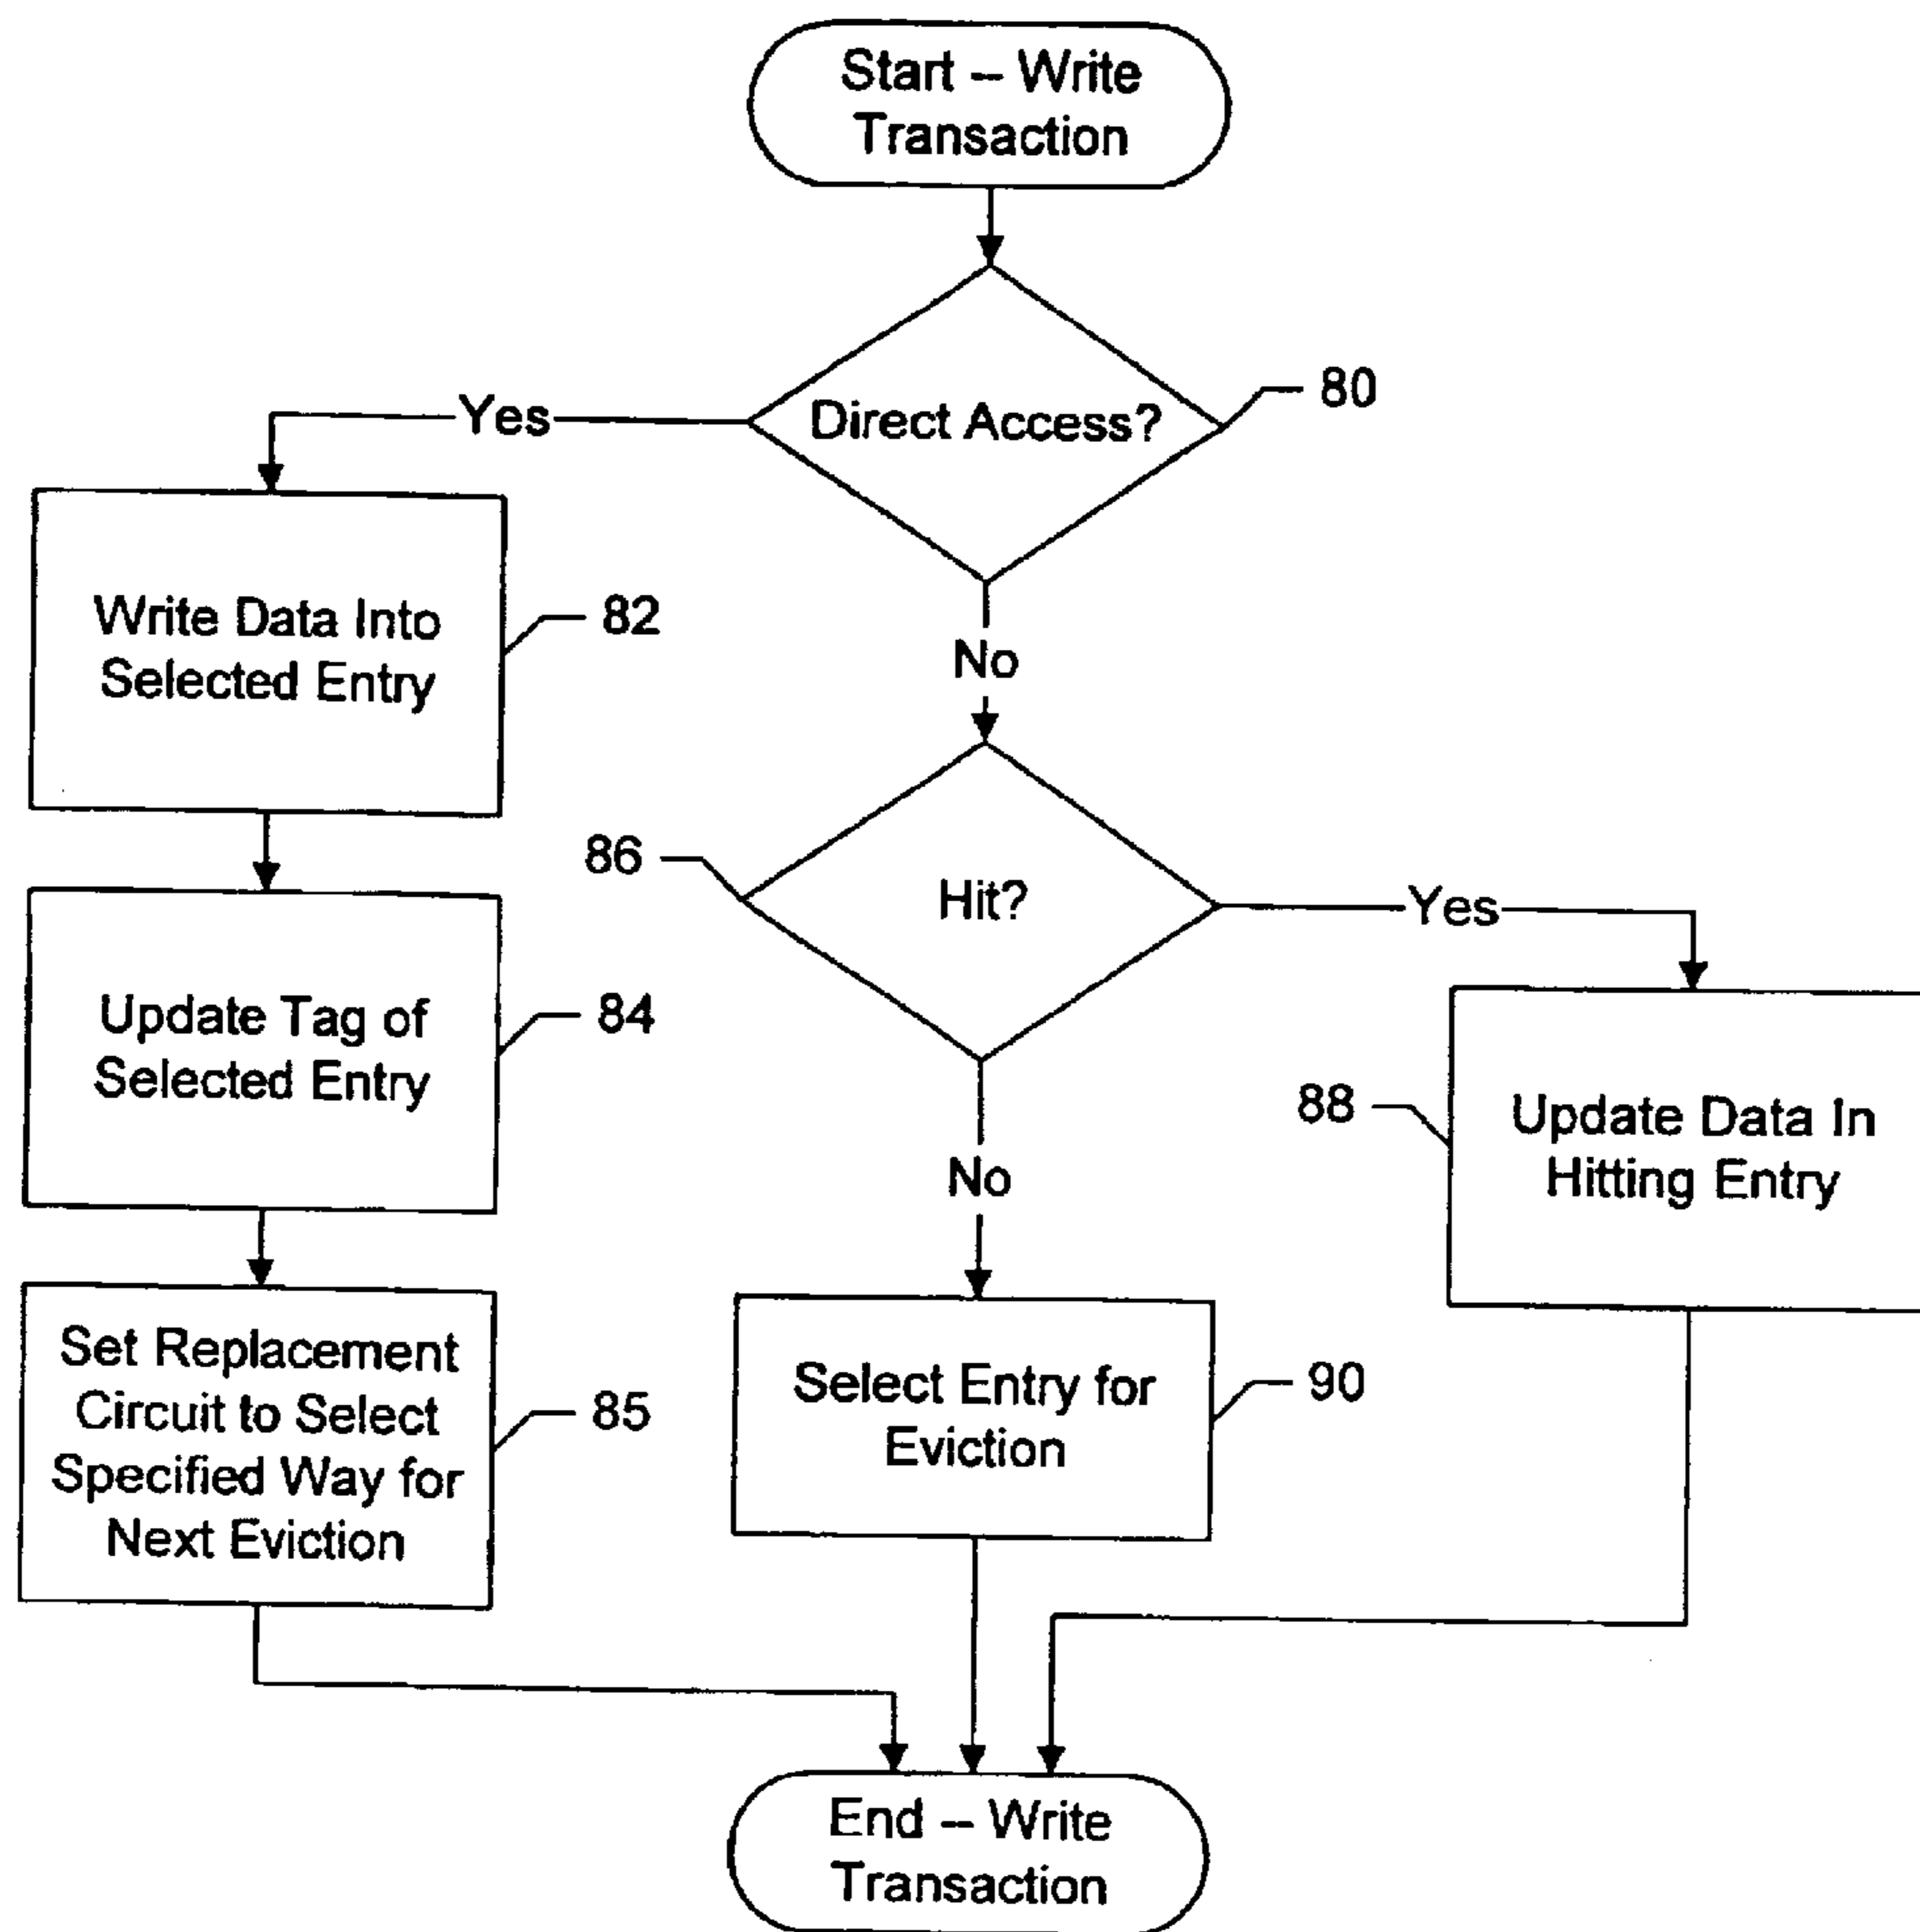 Start -- Write
Transaction
Direct Access?
80
Yes
No
Write Data Into
Selected Entry
82
Hit?
86
Yes
No
Update Tag of
Selected Entry
84
Update Data In
Hitting Entry
88
Set Replacement
Circuit to Select
Specified Way for
Next Eviction
85
Select Entry for
Eviction
90
End -- Write
Transaction